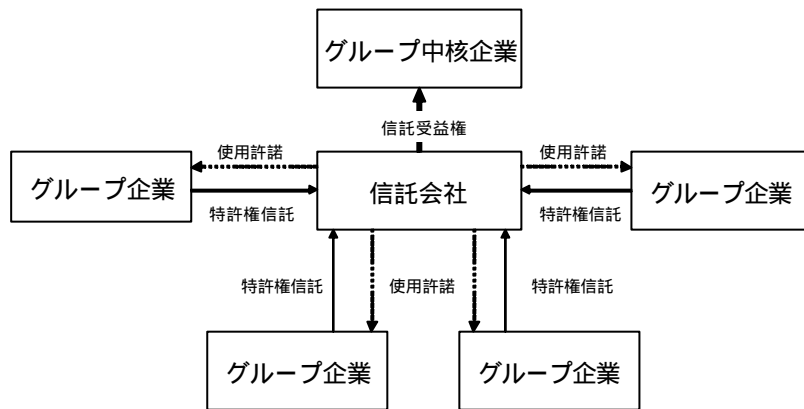 グループ中核企業
信託受益権
使用許諾
使用許諾
グループ企業
信託会社
グループ企業
特許権信託
特許権信託
特許権信託
使用許諾
特許権信託
グループ企業
グループ企業